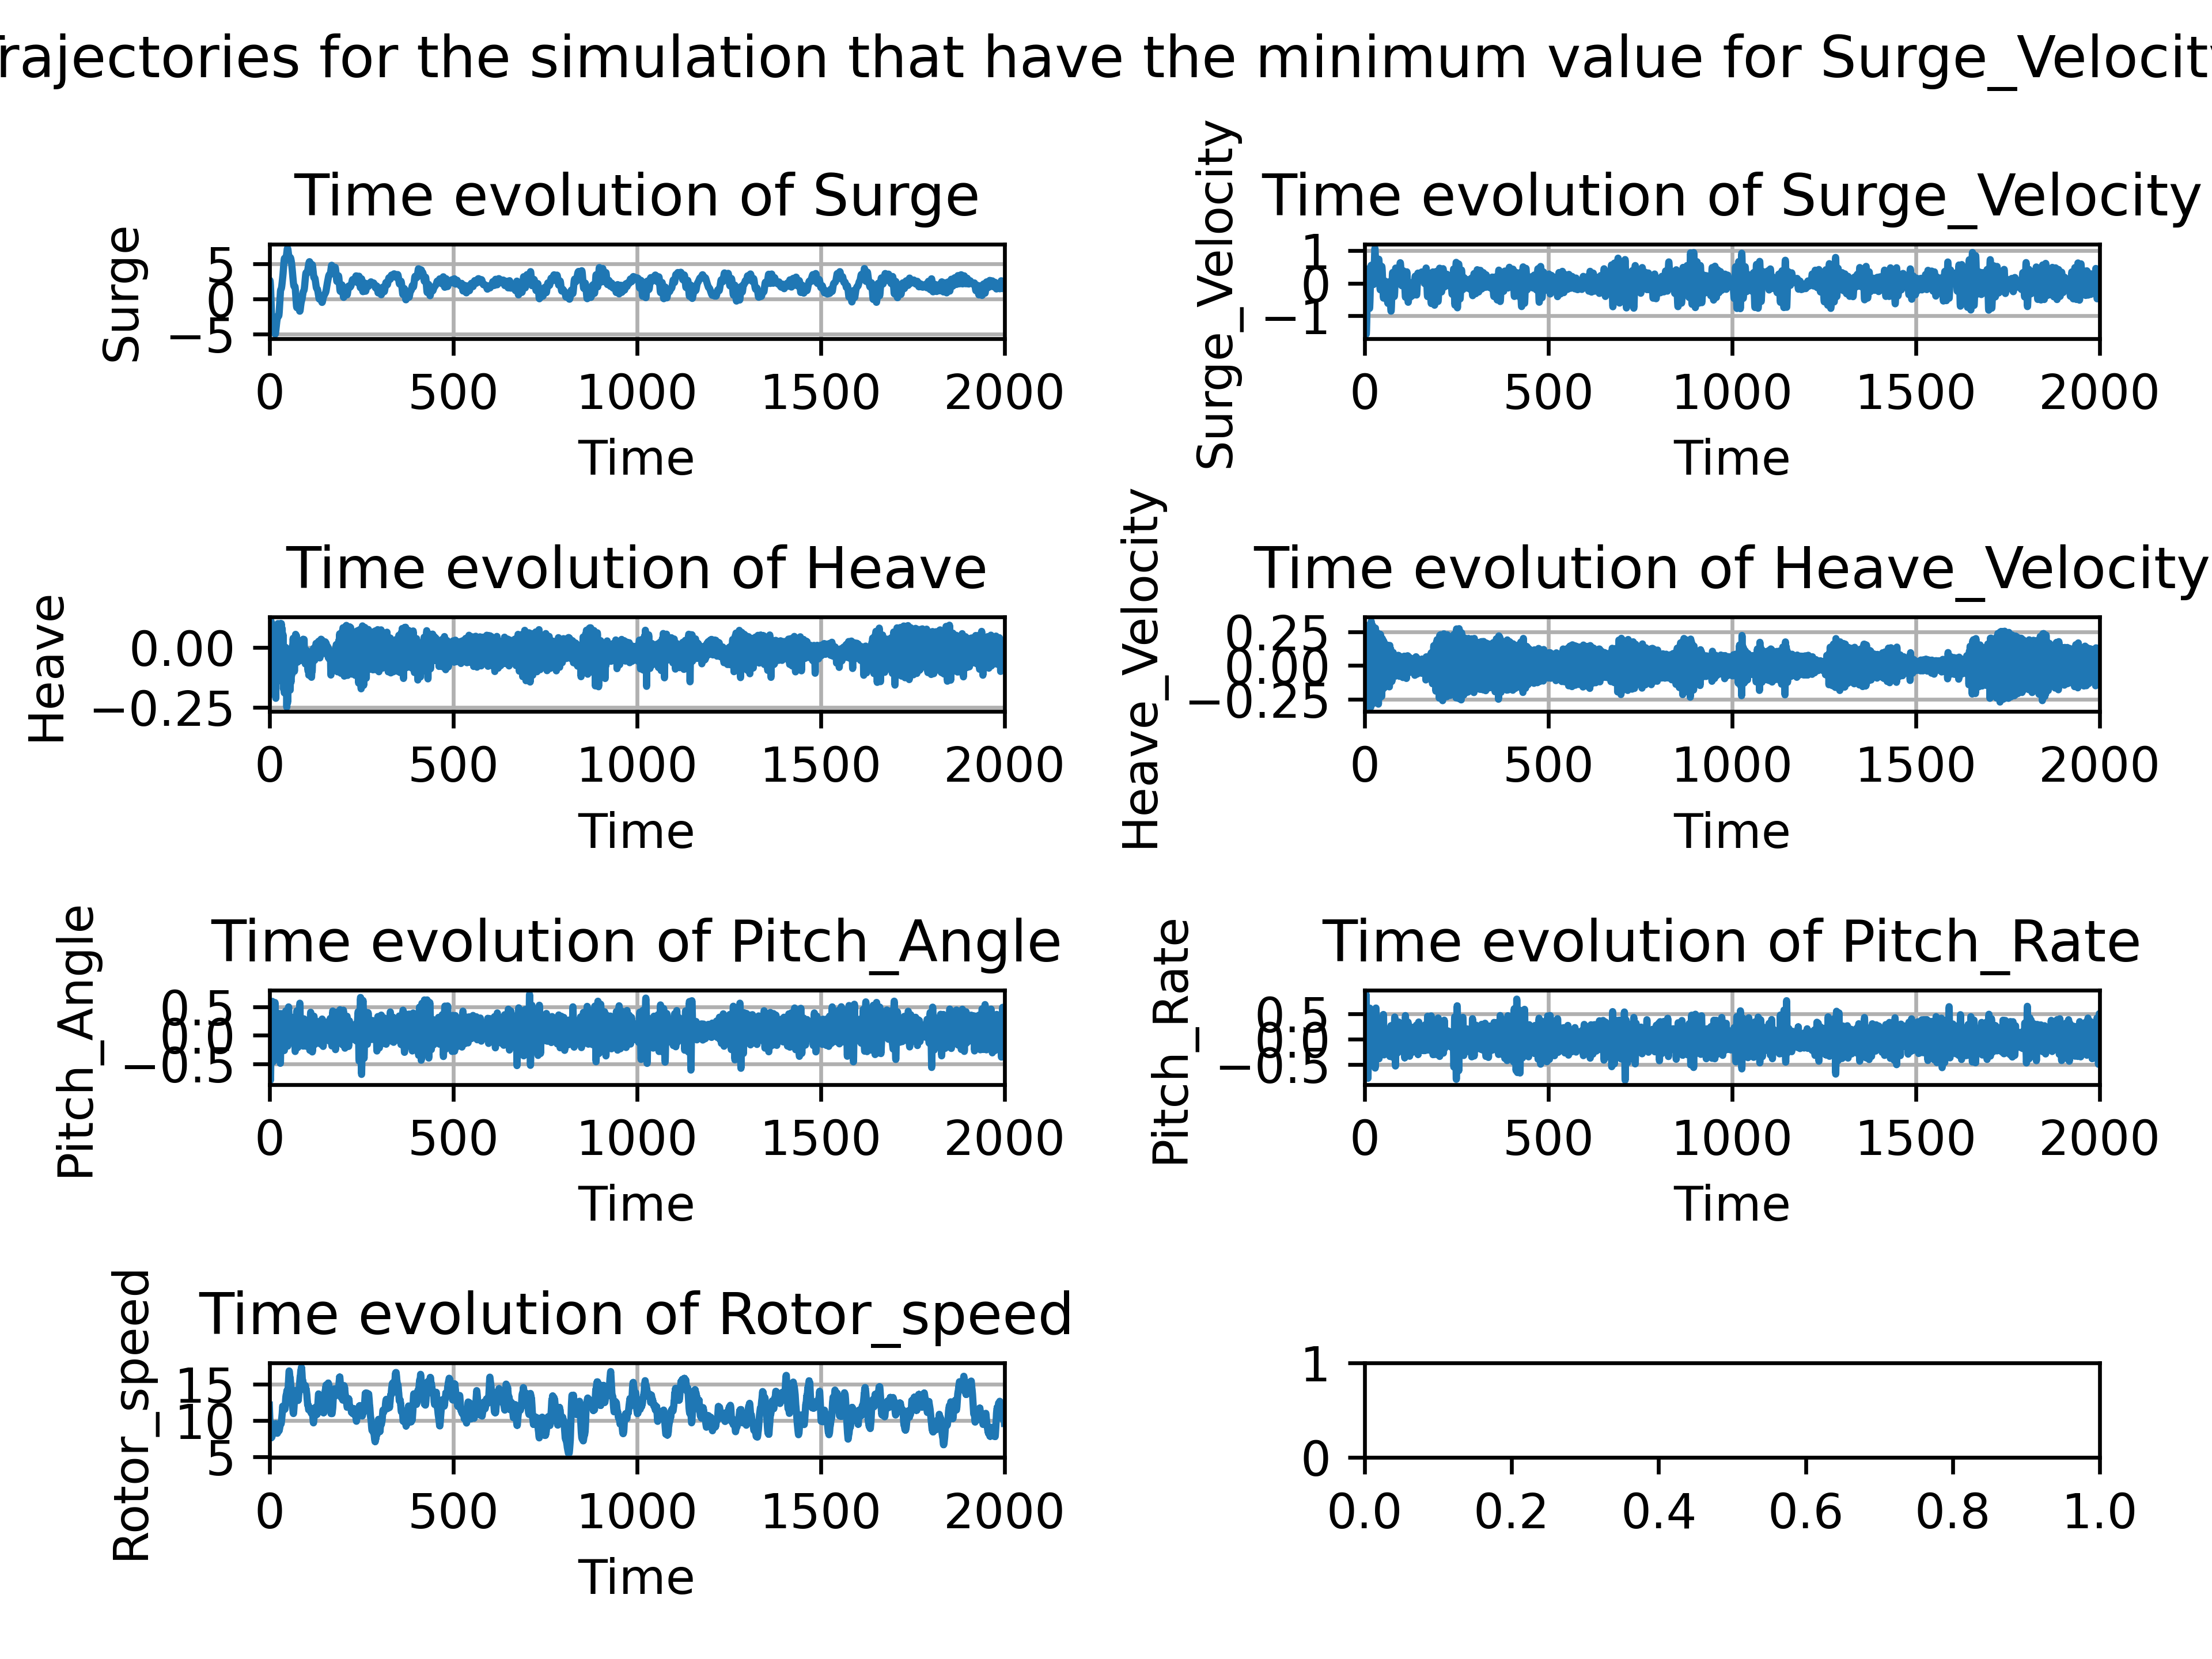 rajectories for the simulation that have the minimum value for Surge_Velocit
Time evolution of Surge
Surge
5
0
−5
0 500 1000 1500 2000
Time
Time evolution of Surge_Velocity
Surge_Velocity
1
0
−1
0 500 1000 1500 2000
Time
Time evolution of Heave
Heave
0.00
−0.25
0 500 1000 1500 2000
Time
Time evolution of Heave_Velocity
Heave_Velocity
0.25
0.00
−0.25
0 500 1000 1500 2000
Time
Time evolution of Pitch_Angle
Pitch_Angle
0.5
0.0
−0.5
0 500 1000 1500 2000
Time
Time evolution of Pitch_Rate
Pitch_Rate
0.5
0.0
−0.5
0 500 1000 1500 2000
Time
Time evolution of Rotor_speed
Rotor_speed
15
10
5
0 500 1000 1500 2000
Time
1
0
0.0 0.2 0.4 0.6 0.8 1.0